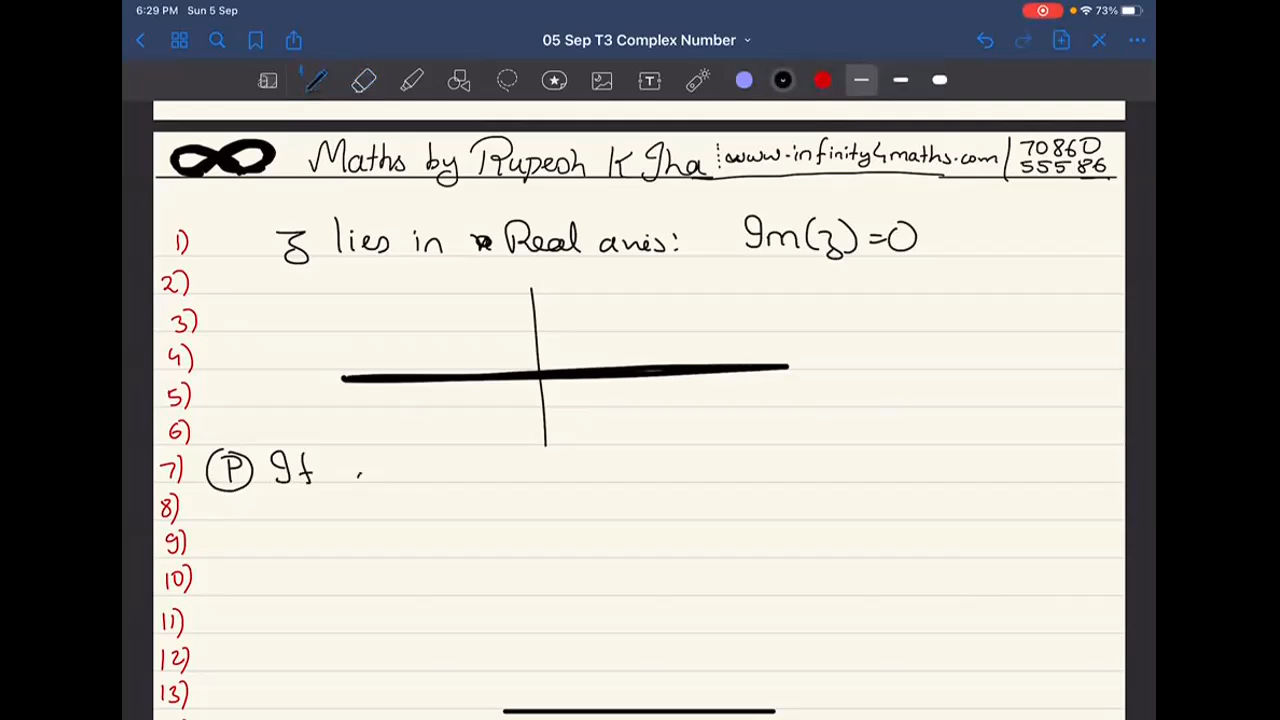 6:29 PM Sun 5 Sep
73%
05 Sep T3 Complex Number
T
Maths by Rupesh K Jha www.infinity4maths.com 70860
55586
1) z lies in Real axis: Im(z)=0
2)
3)
4)
5)
6)
7) P If
8)
9)
10)
11)
12)
13)